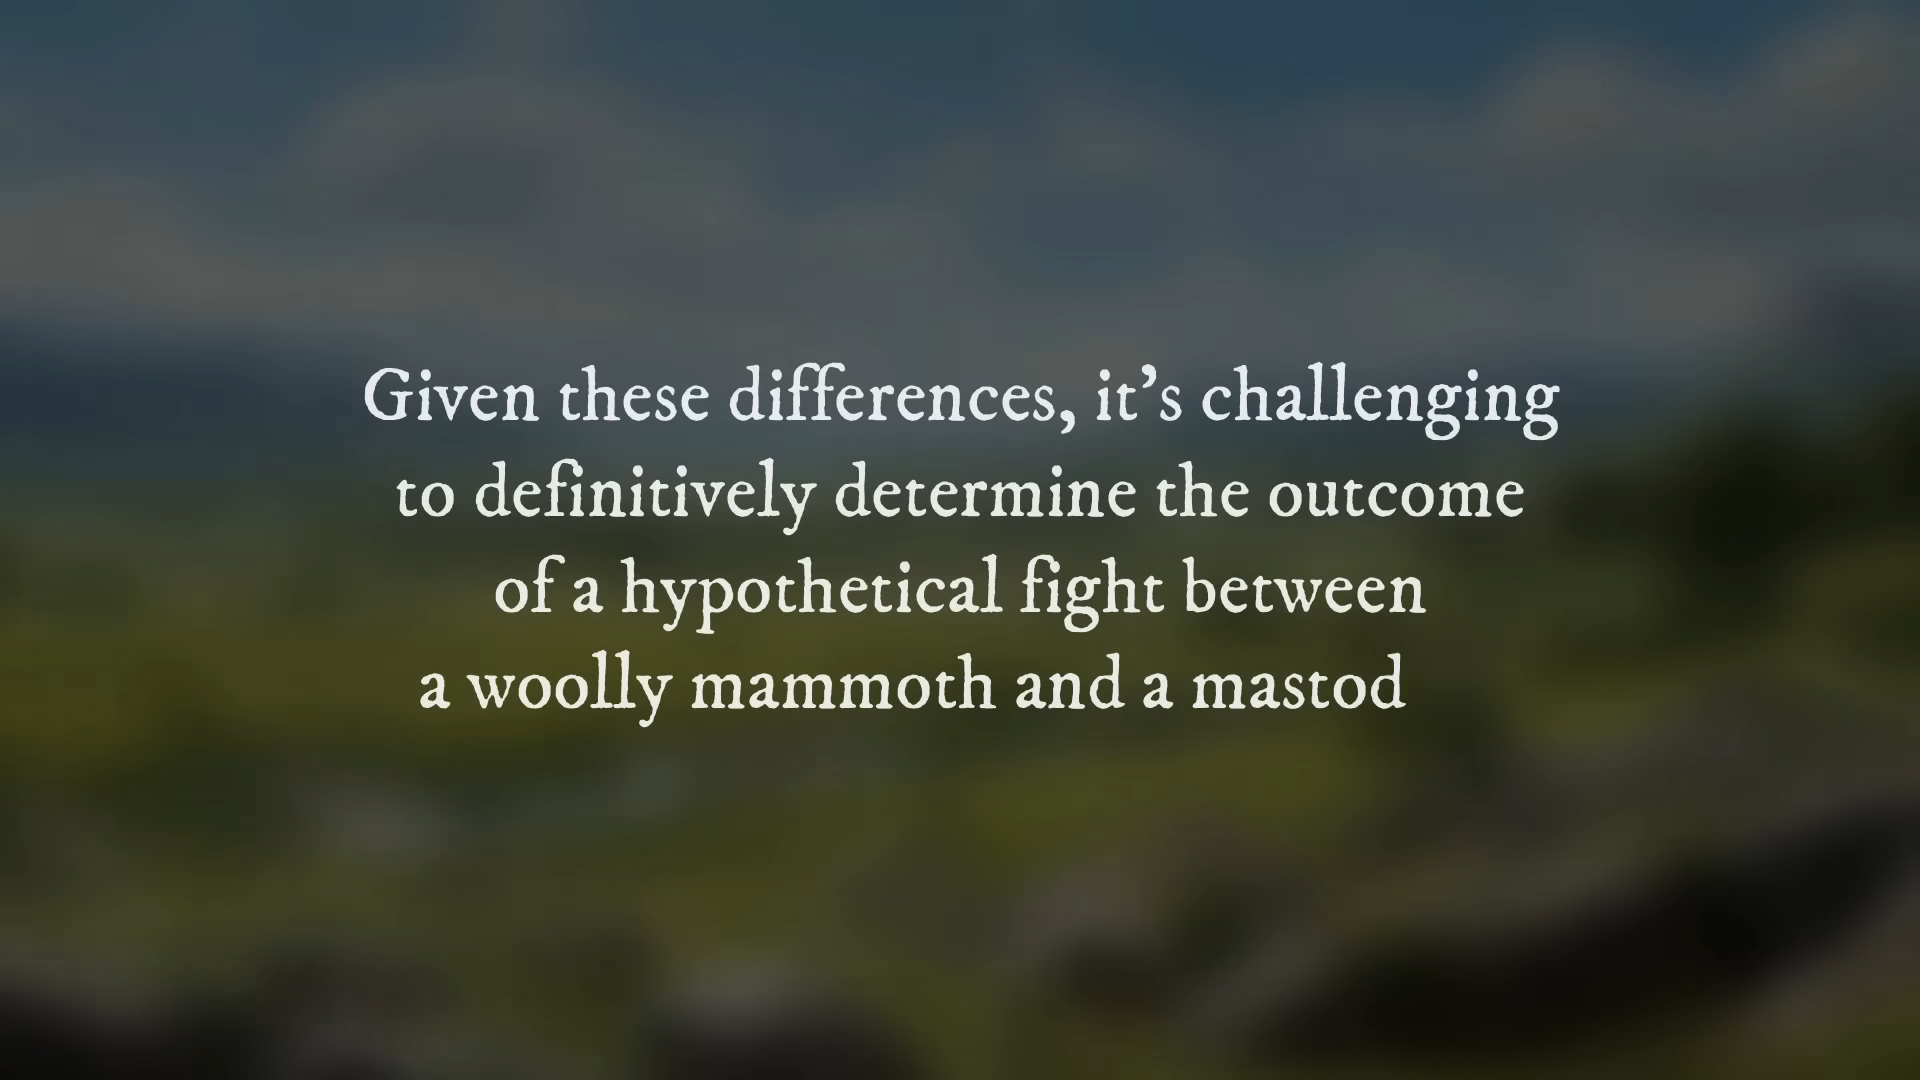 Given these differences, it’s challenging
to definitively determine the outcome
of a hypothetical fight between
a woolly mammoth and a mastod